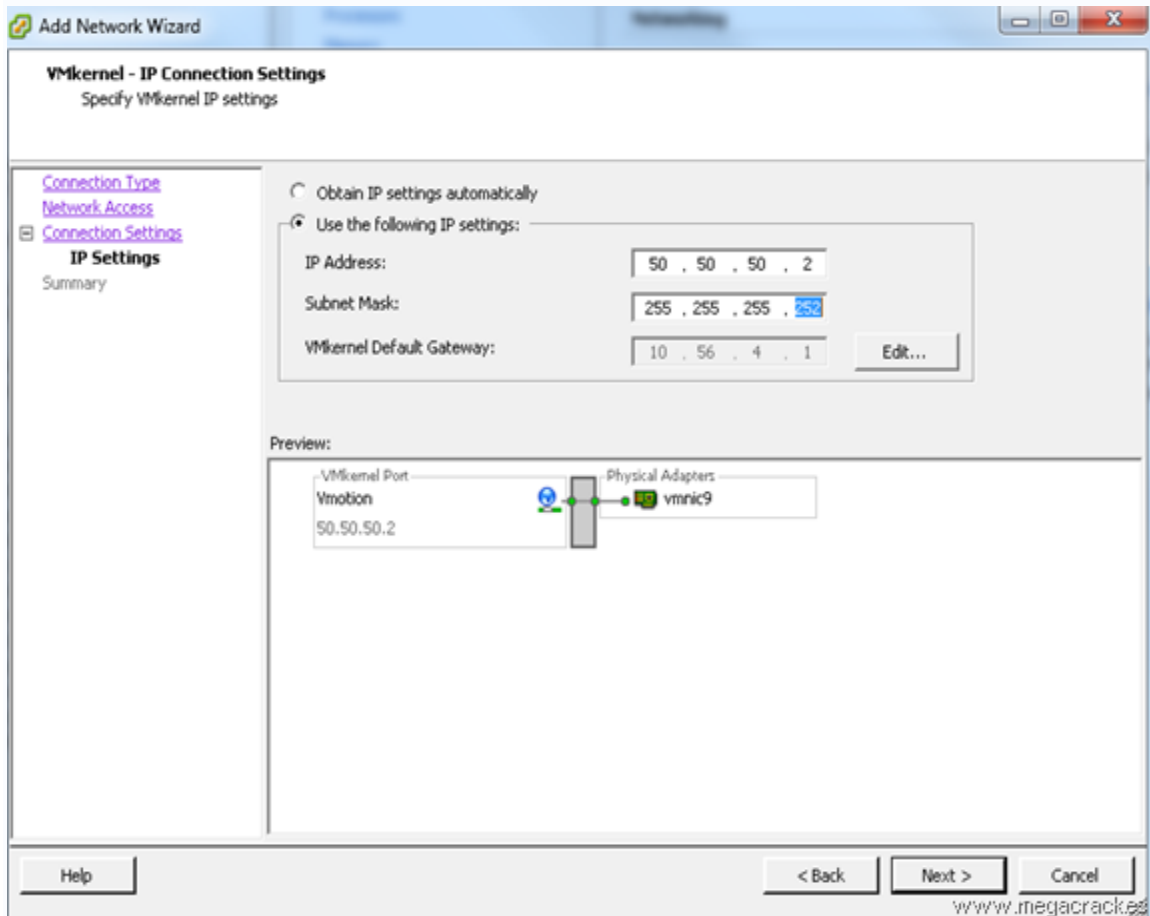 Add Network Wizard
Networking
VMkernel - IP Connection Settings
Specify VMkernel IP settings
Connection Type
Network Access
Connection Settings
IP Settings
Summary
Obtain IP settings automatically
Use the following IP settings:
IP Address: 50 . 50 . 50 . 2
Subnet Mask: 255 . 255 . 255 . 252
VMkernel Default Gateway: 10 . 56 . 4 . 1 Edit...
Preview:
VMkernel Port Physical Adapters
Vmotion vmnic9
50.50.50.2
Help < Back Next > Cancel
www.megacrack.es